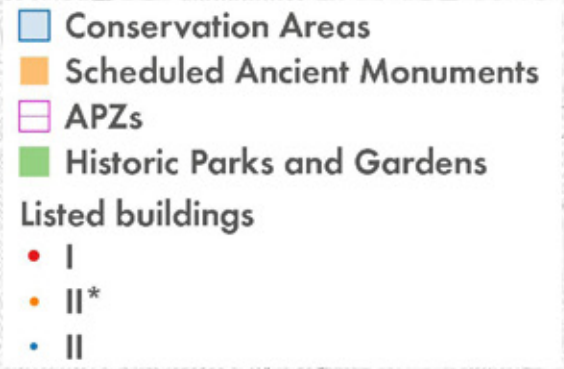 Conservation Areas
Scheduled Ancient Monuments
APZs
Historic Parks and Gardens
Listed buildings
I
II*
II